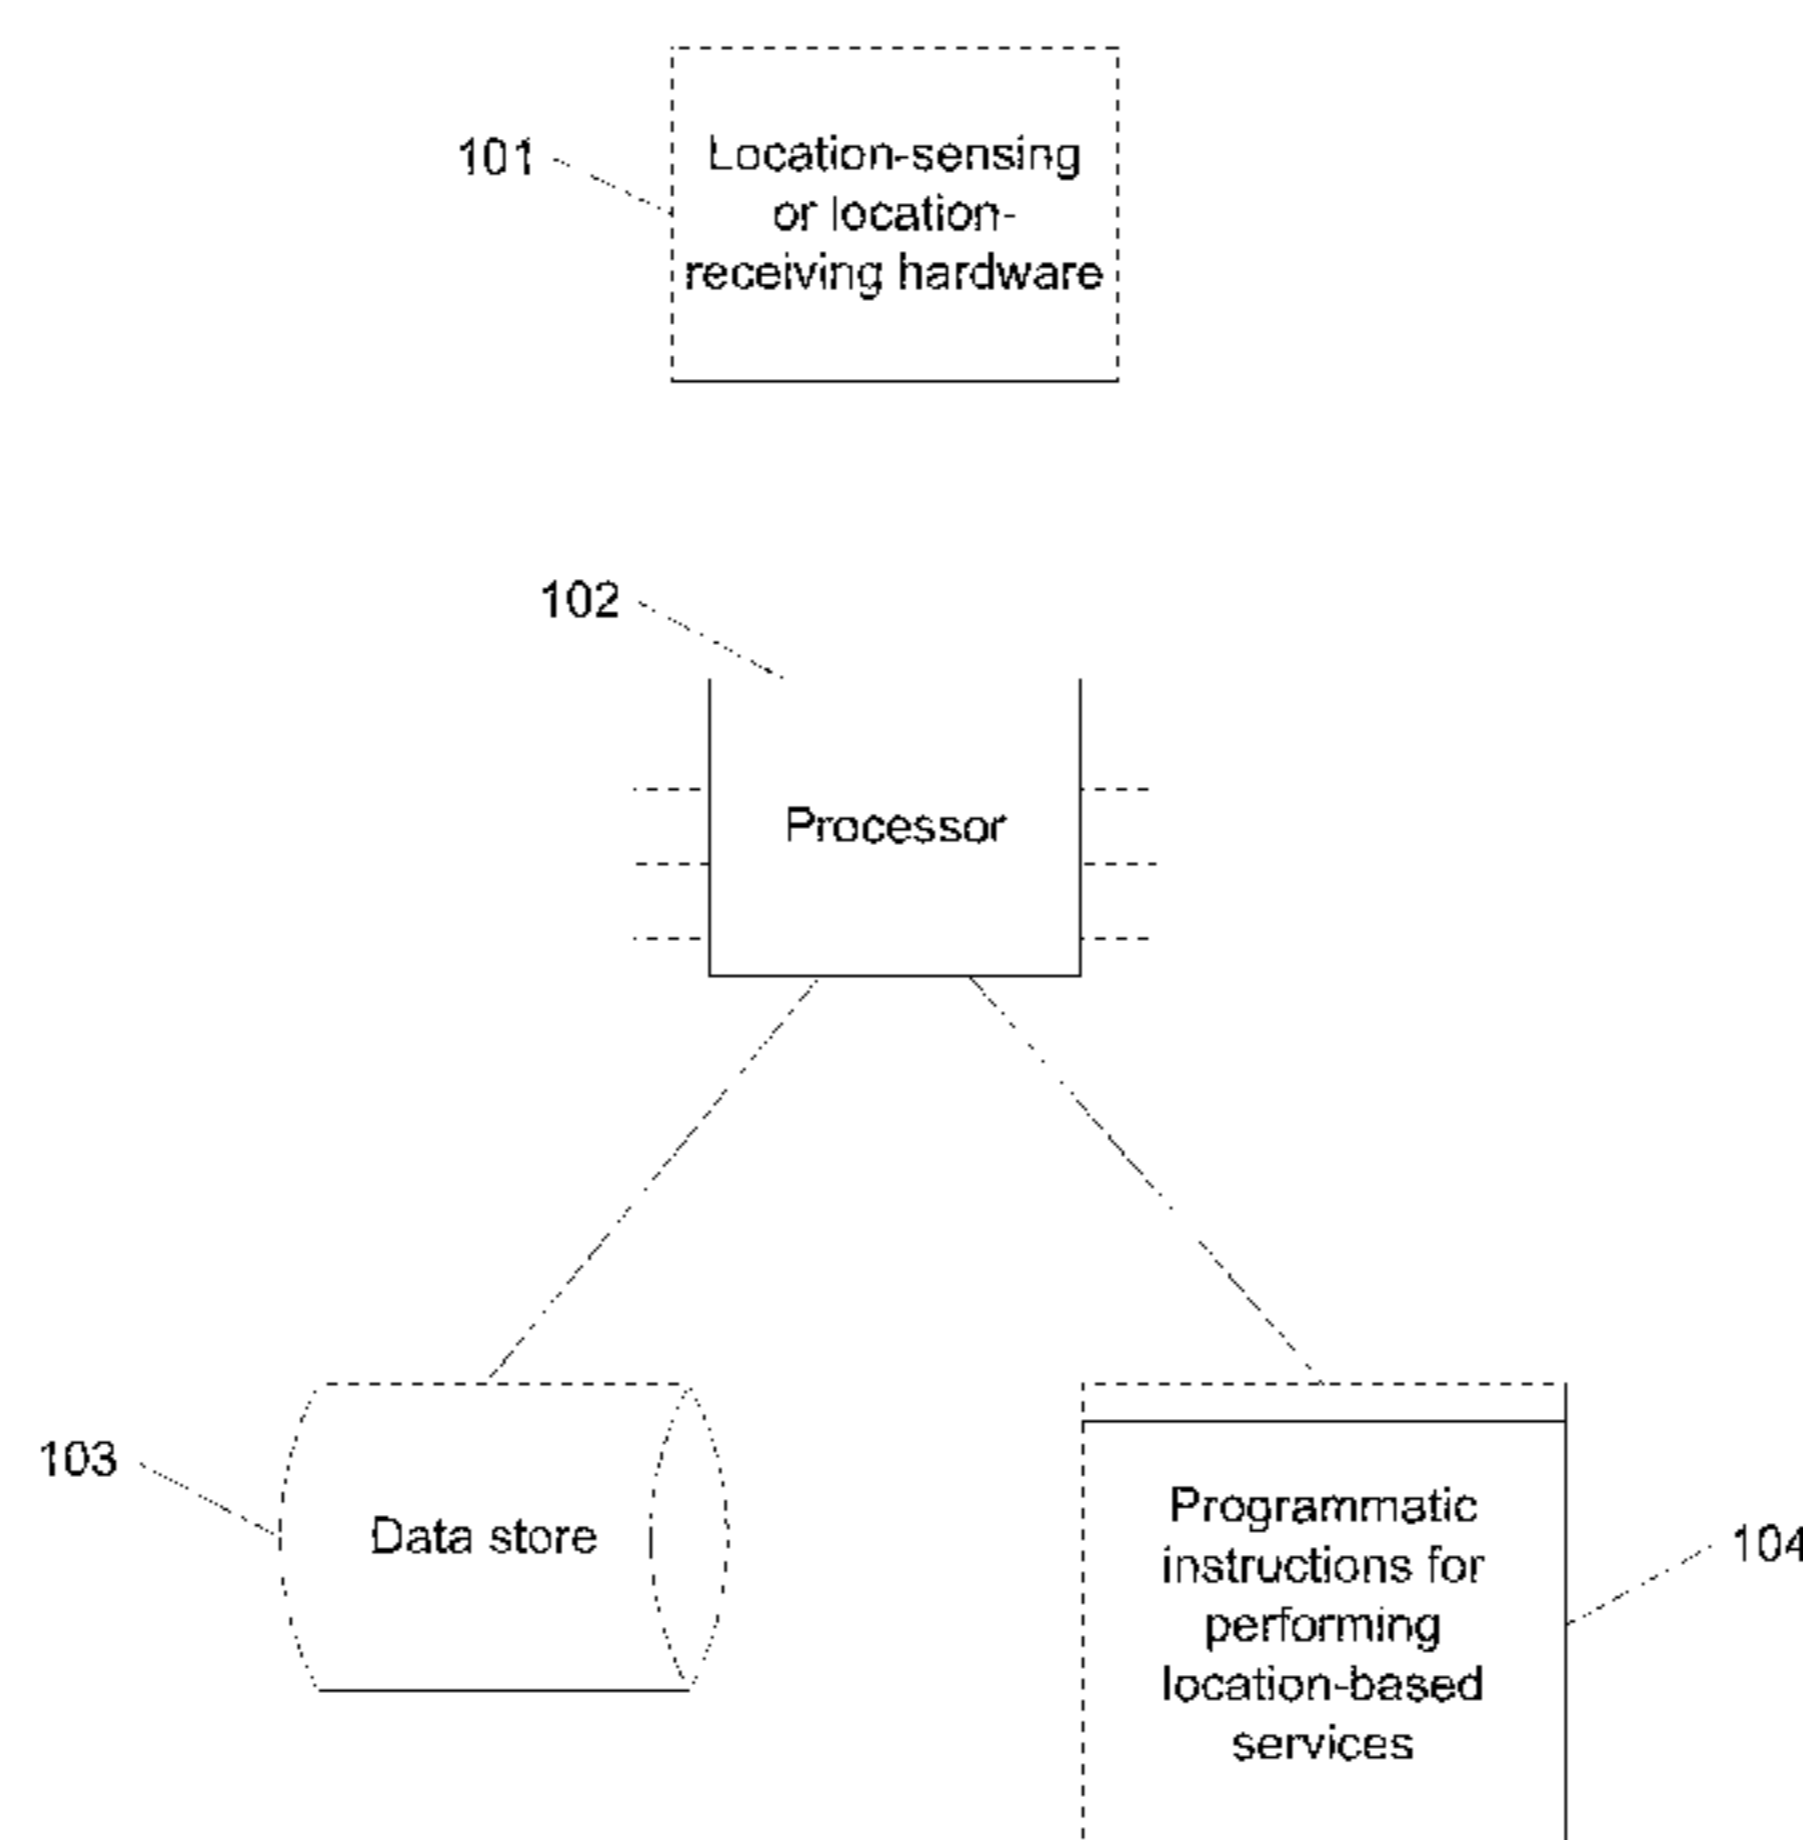 101
Location-sensing
or location-
receiving hardware
102
Processor
103
Data store
Programmatic
instructions for
performing
location-based
services
104